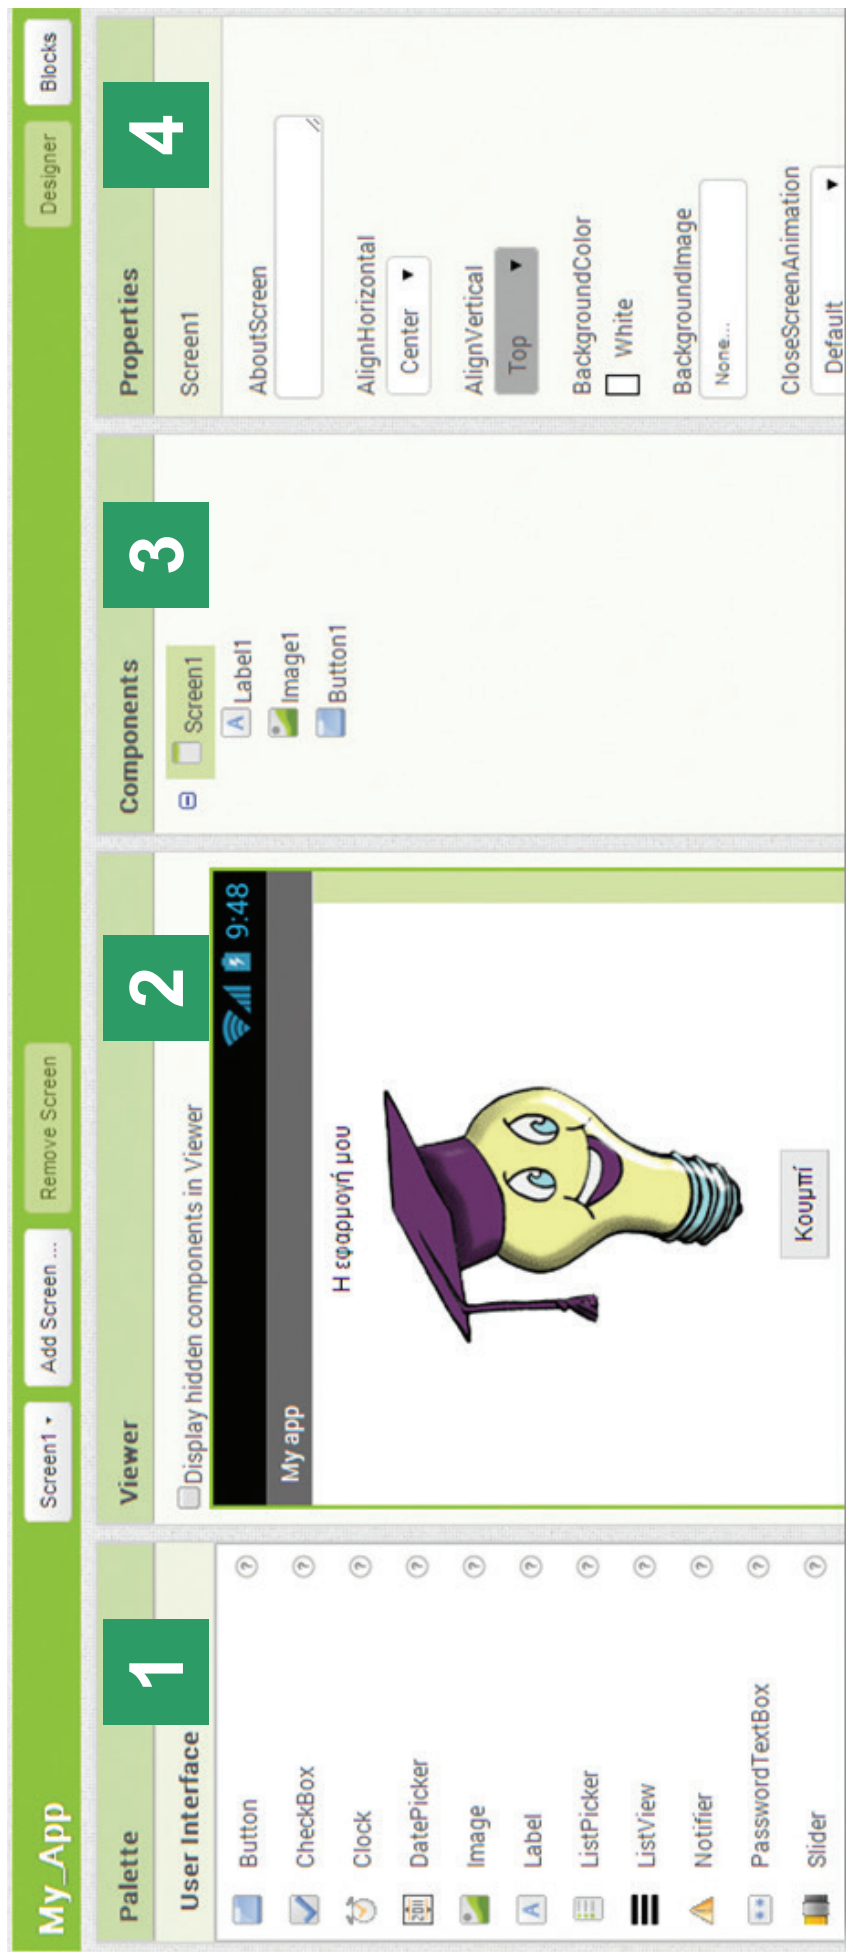 My_App
Screen1
Add Screen ...
Remove Screen
Designer
Blocks
Palette
1
User Interface
Button
?
CheckBox
?
Clock
?
DatePicker
?
Image
?
Label
?
ListPicker
?
ListView
?
Notifier
?
PasswordTextBox
?
Slider
?
Viewer
2
Display hidden components in Viewer
9:48
My app
Η εφαρμογή μου
Κουμπί
Components
3
Screen1
Label1
Image1
Button1
Properties
4
Screen1
AboutScreen
AlignHorizontal
Center
AlignVertical
Top
BackgroundColor
White
BackgroundImage
None...
CloseScreenAnimation
Default